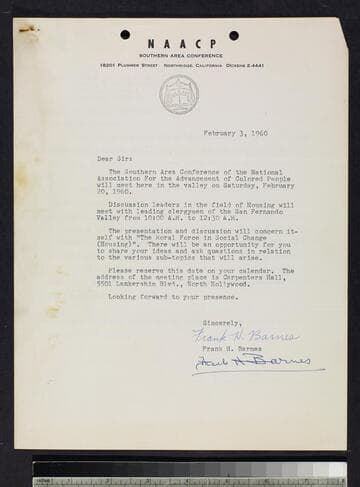 NAACP
SOUTHERN AREA CONFERENCE
16201 PLUMMER STREET NORTHRIDGE, CALIFORNIA DICKENS 2-4441
February 3, 1960
Dear Sir:
The Southern Area Conference of the National
Association For the Advancement of Colored People
will meet here in the valley on Saturday, February
20, 1960.
Discussion leaders in the field of Housing will
meet with leading clergymen of the San Fernando
Valley from 10:00 A.M. to 12:30 A.M.
The presentation and discussion will concern it-
self with "The Moral Force in Social Change
(Housing)". There will an opportunity for you
to share your ideas and ask questions in relation
to the various sub-topics that will arise.
Please reserve this date on your calendar. The
address of the meeting place is Carpenters Hall,
5501 Lankershim Blvd., North Hollywood.
Looking forward to your presence.
Sincerely,
Frank H. Barnes
Frank H. Barnes
Frank H Barnes